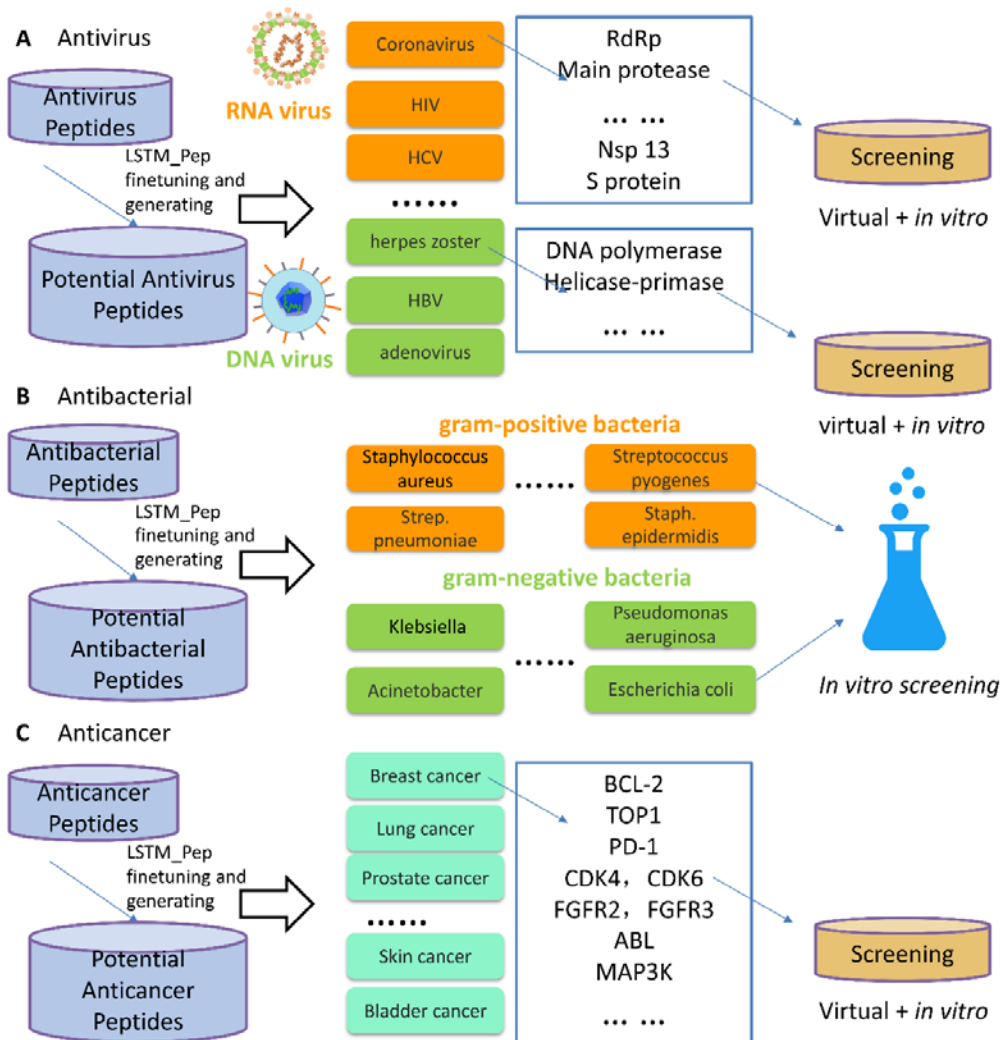 A Antivirus
Antivirus
Peptides
LSTM_Pep
finetuning and
generating
Potential Antivirus
Peptides
RNA virus
DNA virus
Coronavirus
HIV
HCV
......
herpes zoster
HBV
adenovirus
RdRp
Main protease
... ...
Nsp 13
S protein
DNA polymerase
Helicase-primase
... ...
Screening
Virtual + in vitro
Screening
virtual + in vitro
B Antibacterial
Antibacterial
Peptides
LSTM_Pep
finetuning and
generating
Potential
Antibacterial
Peptides
gram-positive bacteria
Staphylococcus
aureus
......
Streptococcus
pyogenes
Strep.
pneumoniae
Staph.
epidermidis
gram-negative bacteria
Klebsiella
Pseudomonas
aeruginosa
......
Acinetobacter
Escherichia coli
In vitro screening
C Anticancer
Anticancer
Peptides
LSTM_Pep
finetuning and
generating
Potential
Anticancer
Peptides
Breast cancer
Lung cancer
Prostate cancer
......
Skin cancer
Bladder cancer
BCL-2
TOP1
PD-1
CDK4，CDK6
FGFR2，FGFR3
ABL
MAP3K
... ...
Screening
Virtual + in vitro